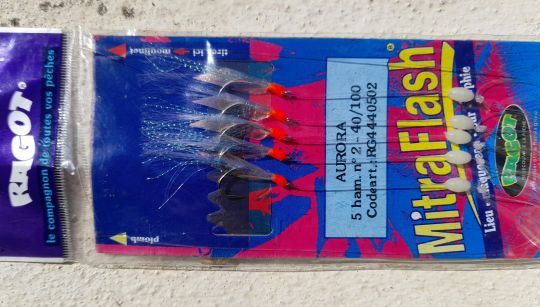 RAGOT
le compagnon de toutes vos pêches
tirez ici
moulinet
plomb
AURORA
5 ham. n° 2 - 40/100
Codeart.: RG4440502
MitraFlash®
Lieu
RAGOT